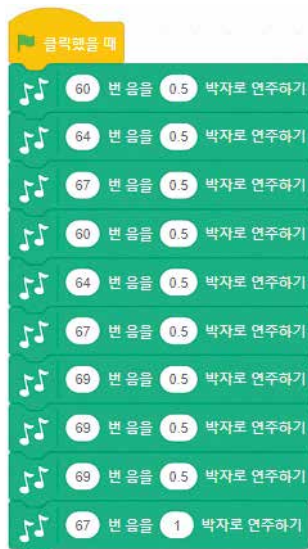 클릭했을 때
60 번 음을 0.5 박자로 연주하기
64 번 음을 0.5 박자로 연주하기
67 번 음을 0.5 박자로 연주하기
60 번 음을 0.5 박자로 연주하기
64 번 음을 0.5 박자로 연주하기
67 번 음을 0.5 박자로 연주하기
69 번 음을 0.5 박자로 연주하기
69 번 음을 0.5 박자로 연주하기
69 번 음을 0.5 박자로 연주하기
67 번 음을 1 박자로 연주하기